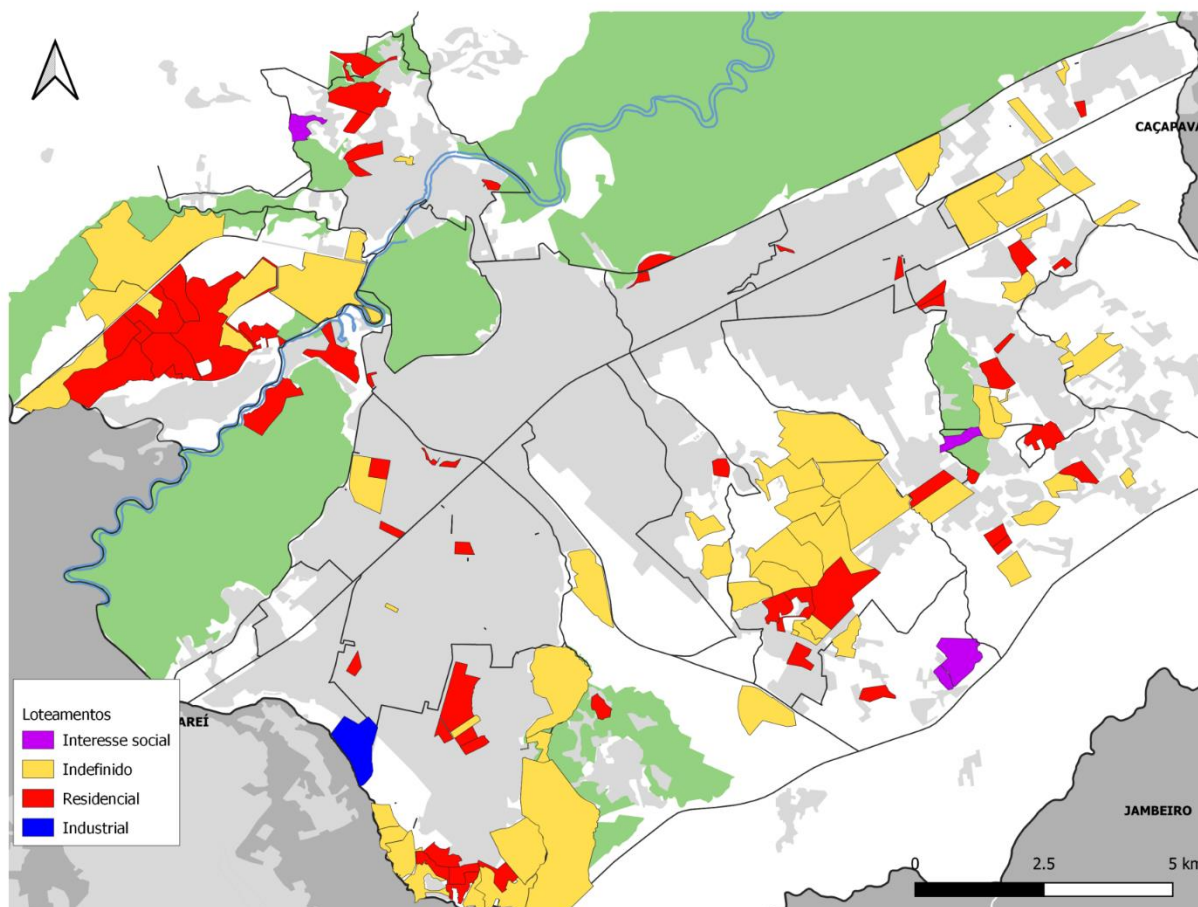 CAÇAPAVA
Loteamentos
AREÍ
Interesse social
Indefinido
Residencial
Industrial
JAMBEIRO
0 2.5 5 km